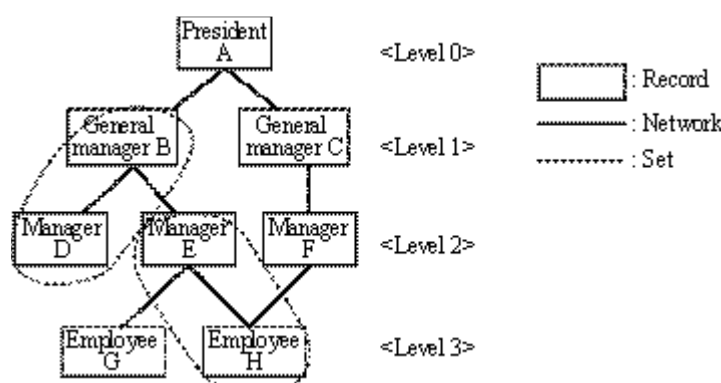 President
A
<Level 0>
: Record
General
manager B
General
manager C
<Level 1>
: Network
: Set
Manager
D
Manager
E
Manager
F
<Level 2>
Employee
G
Employee
H
<Level 3>